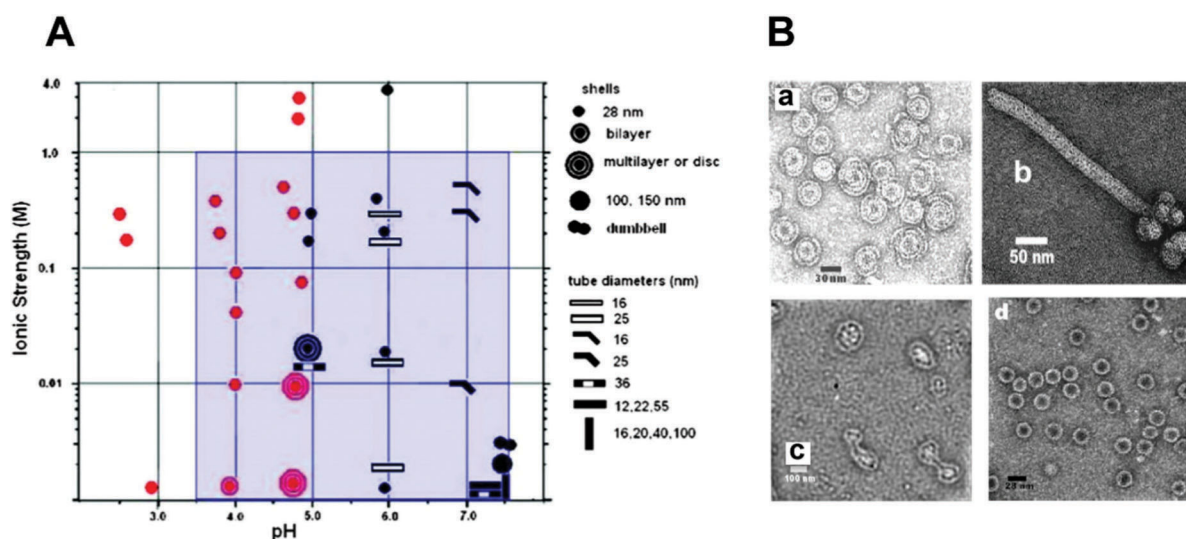 A
B
4.0
1.0
0.1
0.01
Ionic Strength (M)
3.0
4.0
5.0
6.0
7.0
pH
shells
28 nm
bilayer
multilayer or disc
100, 150 nm
dumbbell
tube diameters (nm)
16
25
16
25
36
12,22,55
16,20,40,100
a
30nm
b
50 nm
c
100 nm
d